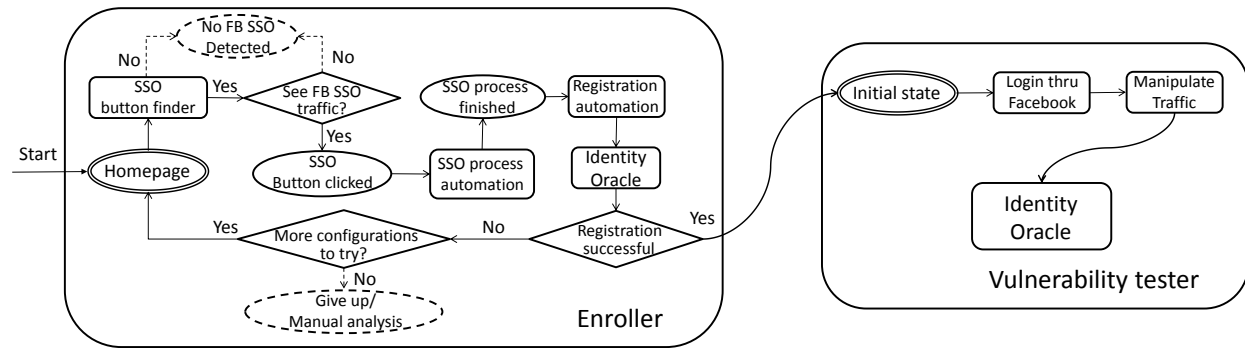 No FB SSO
Detected
No
No
SSO
button finder
Yes
See FB SSO
traffic?
SSO process
finished
Registration
automation
Yes
Start
Homepage
SSO
Button clicked
SSO process
automation
Identity
Oracle
Yes
More configurations
to try?
No
Registration
successful
Yes
No
Give up/
Manual analysis
Enroller
Initial state
Login thru
Facebook
Manipulate
Traffic
Identity
Oracle
Vulnerability tester